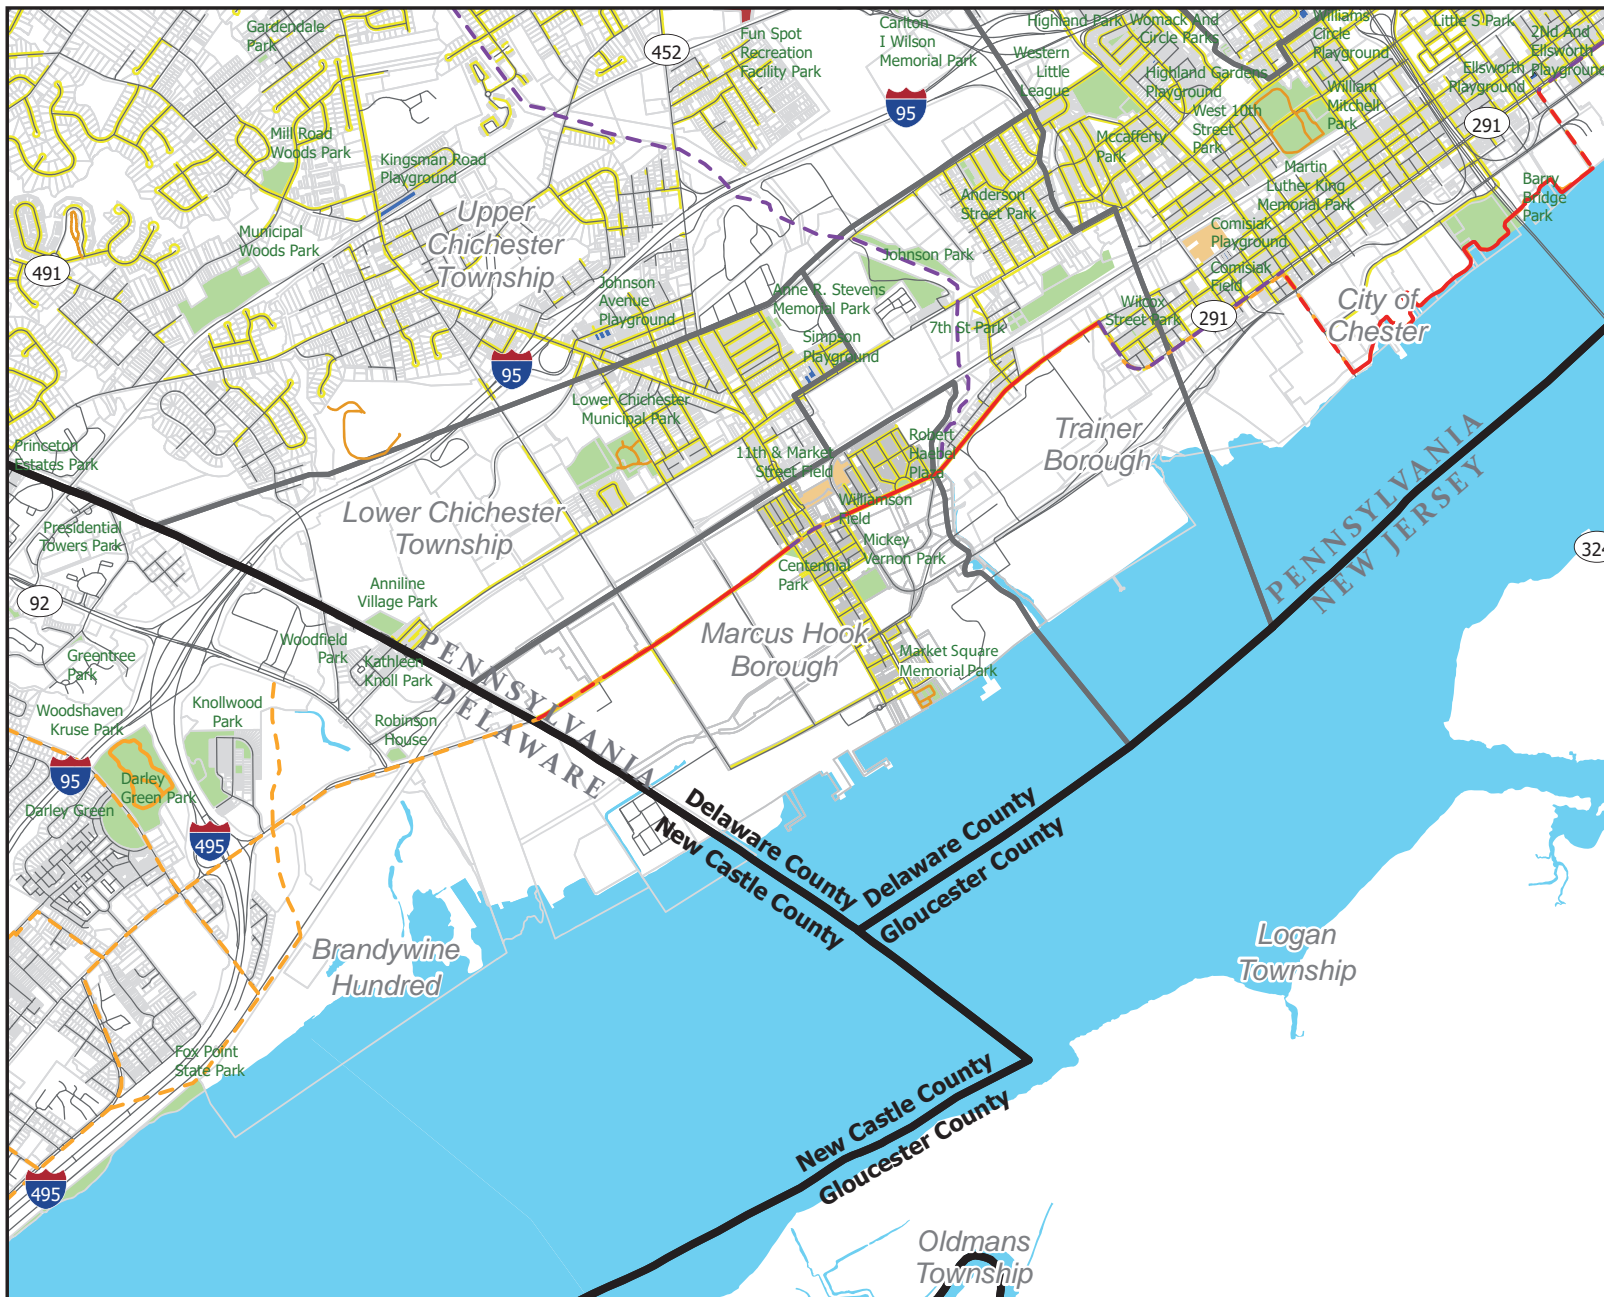 Gardendale
Park
452
Fun Spot
Recreation
Facility Park
Carlton
I Wilson
Memorial Park
95
Highland Park
Womack And
Circle Parks
Williams
Circle
Playground
Little S Park
2Nd And
Ellsworth
Playground
Western
Little
League
Highland Gardens
Playground
Ellsworth
Playground
William
Mitchell
Park
West 10th
Street
Park
291
Mccafferty
Park
Mill Road
Woods Park
Kingsman Road
Playground
Upper
Chichester
Township
Anderson
Street Park
Martin
Luther King
Memorial Park
Barry
Bridge
Park
Municipal
Woods Park
491
Comisiak
Playground
Comisiak
Field
Johnson Park
Johnson
Avenue
Playground
Anne R. Stevens
Memorial Park
Simpson
Playground
7th St Park
Wilcox
Street Park
291
City of
Chester
95
Lower Chichester
Municipal Park
Princeton
Estates Park
11th & Market
Street Field
Robert
Haebel
Plaza
Trainer
Borough
Williamson
Field
Lower Chichester
Township
Mickey
Vernon Park
Presidential
Towers Park
PENNSYLVANIA
NEW JERSEY
324
Anniline
Village Park
Centennial
Park
92
Marcus Hook
Borough
Woodfield
Park
Kathleen
Knoll Park
Greentree
Park
Market Square
Memorial Park
PENNSYLVANIA
DELAWARE
Woodshaven
Kruse Park
Knollwood
Park
Robinson
House
95
Darley
Green Park
Darley Green
495
Delaware County
New Castle County
Delaware County
Gloucester County
Brandywine
Hundred
Logan
Township
Fox Point
State Park
New Castle County
Gloucester County
495
Oldmans
Township